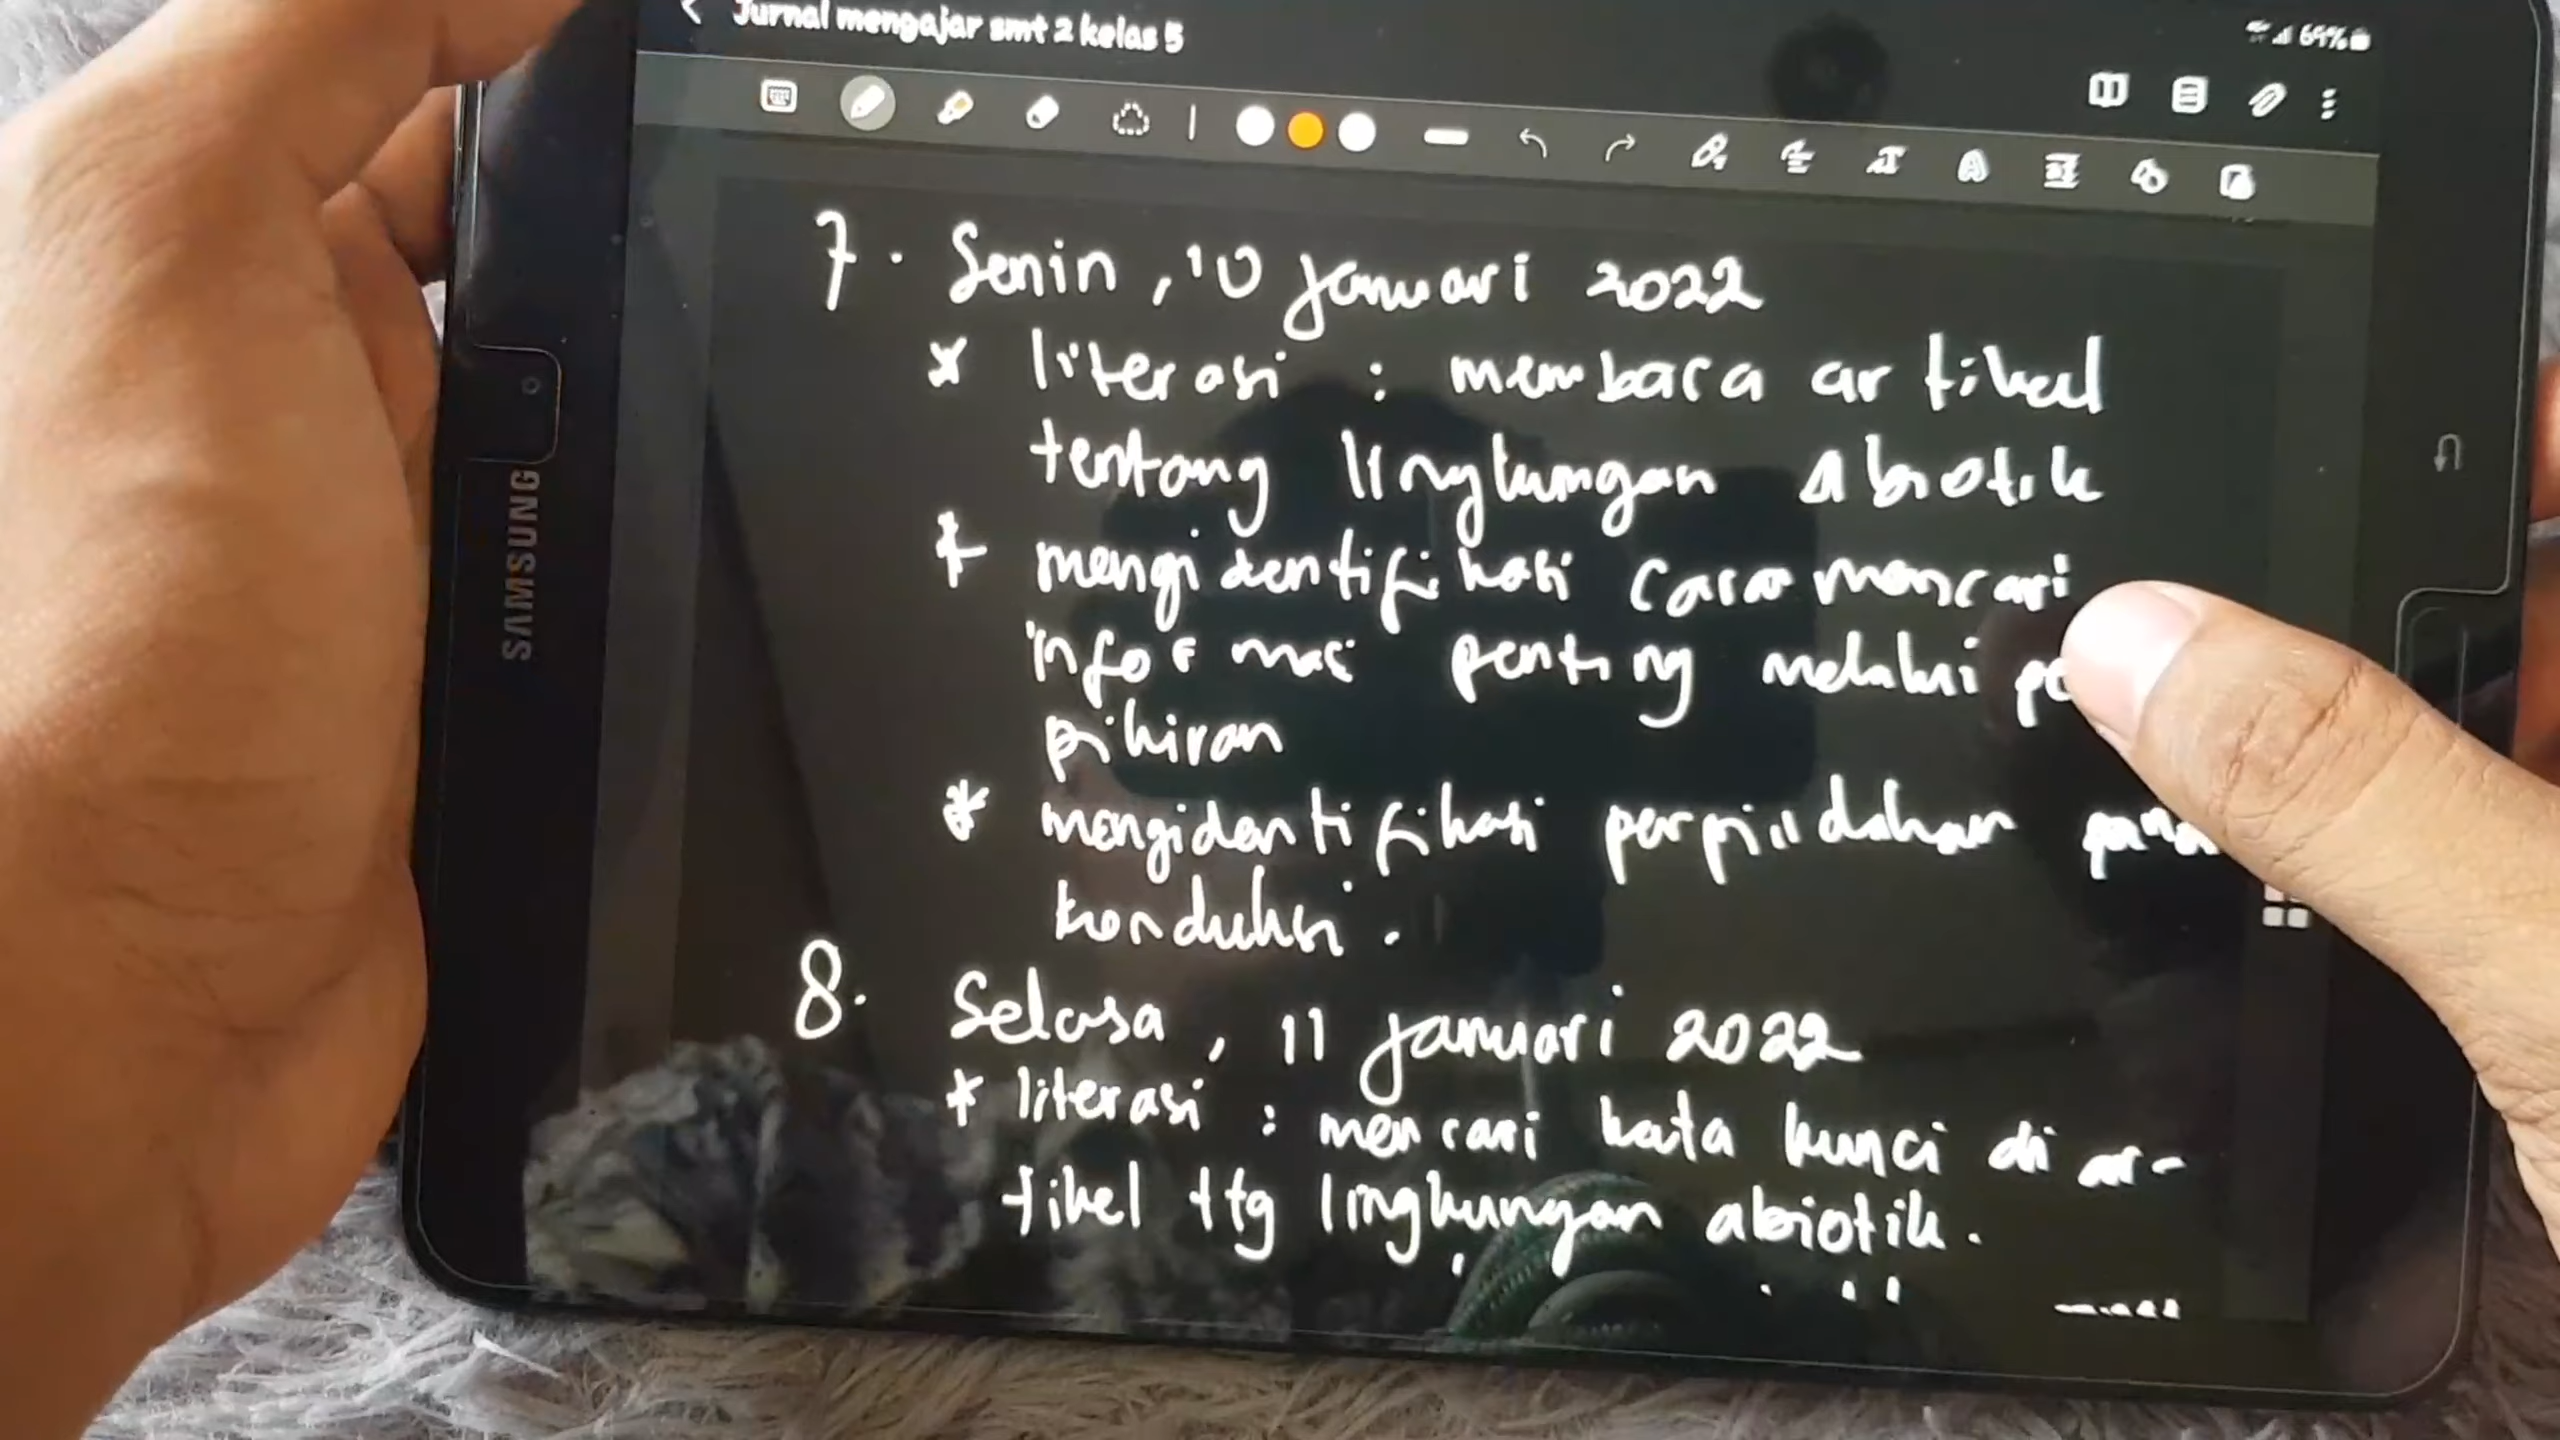 Jurnal mengajar smt 2 kelas 5
69%
SAMSUNG
7. Senin, 10 Januari 2022
* literasi : membaca artikel
tentang lingkungan Abiotik
* mengidentifikasi cara mencari
informasi penting melalui
pikiran
* mengidentifikasi perpindahan
konduksi.
8. Selasa, 11 Januari 2022
* literasi : mencari kata kunci di ar-
tikel ttg lingkungan abiotik.